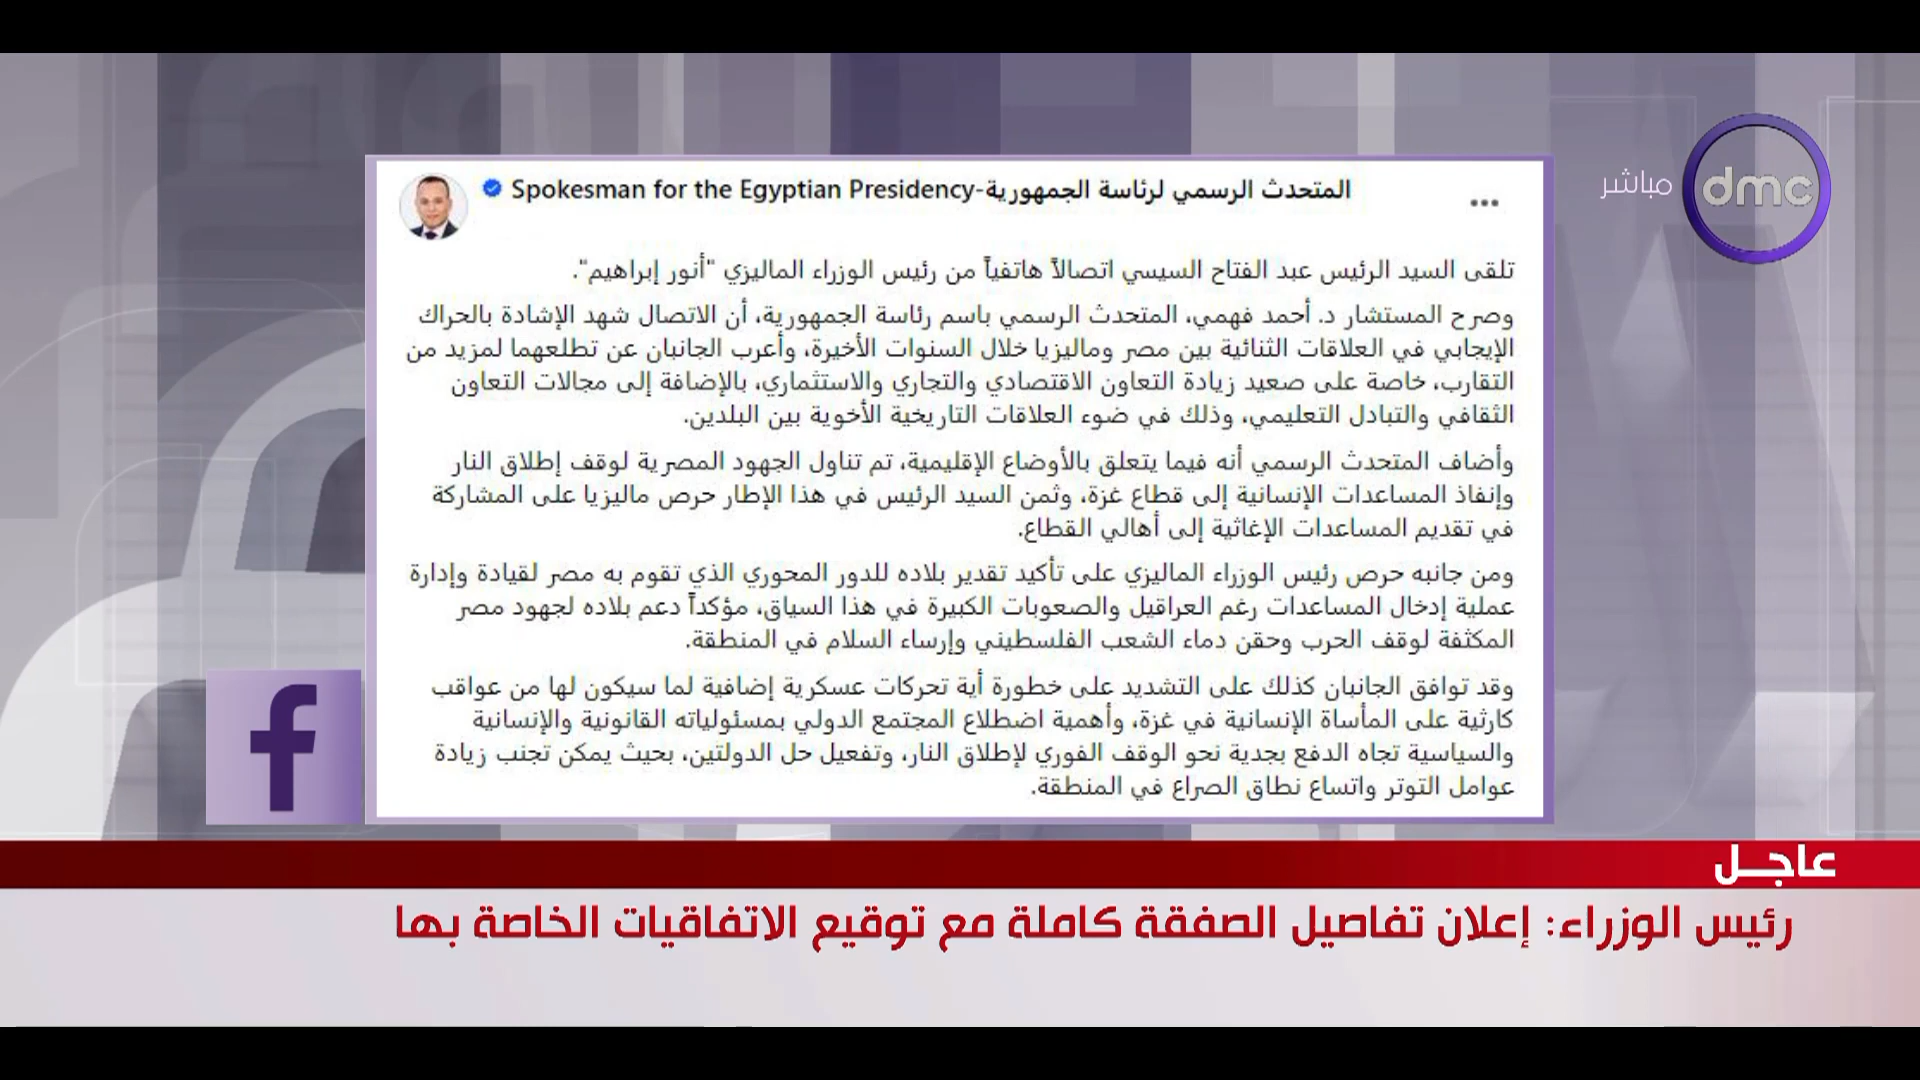 dmc
مباشر
المتحدث الرسمي لرئاسة الجمهورية-Spokesman for the Egyptian Presidency
تلقى السيد الرئيس عبد الفتاح السيسي اتصالاً هاتفياً من رئيس الوزراء الماليزي "أنور إبراهيم".
وصرح المستشار د. أحمد فهمي، المتحدث الرسمي باسم رئاسة الجمهورية، أن الاتصال شهد الإشادة بالحراك
الإيجابي في العلاقات الثنائية بين مصر وماليزيا خلال السنوات الأخيرة، وأعرب الجانبان عن تطلعهما لمزيد من
التقارب، خاصة على صعيد زيادة التعاون الاقتصادي والتجاري والاستثماري، بالإضافة إلى مجالات التعاون
الثقافي والتبادل التعليمي، وذلك في ضوء العلاقات التاريخية الأخوية بين البلدين.
وأضاف المتحدث الرسمي أنه فيما يتعلق بالأوضاع الإقليمية، تم تناول الجهود المصرية لوقف إطلاق النار
وإنفاذ المساعدات الإنسانية إلى قطاع غزة، وثمن السيد الرئيس في هذا الإطار حرص ماليزيا على المشاركة
في تقديم المساعدات الإغاثية إلى أهالي القطاع.
ومن جانبه حرص رئيس الوزراء الماليزي على تأكيد تقدير بلاده للدور المحوري الذي تقوم به مصر لقيادة وإدارة
عملية إدخال المساعدات رغم العراقيل والصعوبات الكبيرة في هذا السياق، مؤكداً دعم بلاده لجهود مصر
المكثفة لوقف الحرب وحقن دماء الشعب الفلسطيني وإرساء السلام في المنطقة.
وقد توافق الجانبان كذلك على التشديد على خطورة أية تحركات عسكرية إضافية لما سيكون لها من عواقب
كارثية على المأساة الإنسانية في غزة، وأهمية اضطلاع المجتمع الدولي بمسئولياته القانونية والإنسانية
والسياسية تجاه الدفع بجدية نحو الوقف الفوري لإطلاق النار، وتفعيل حل الدولتين، بحيث يمكن تجنب زيادة
عوامل التوتر واتساع نطاق الصراع في المنطقة.
عاجـل
رئيس الوزراء: إعلان تفاصيل الصفقة كاملة مع توقيع الاتفاقيات الخاصة بها